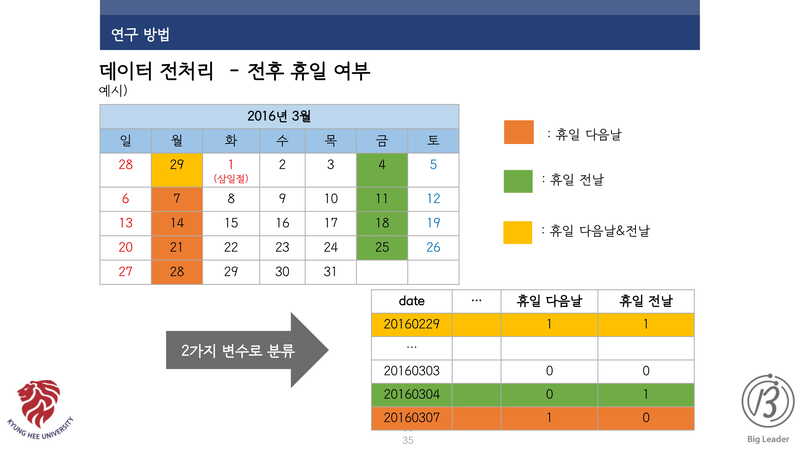 연구 방법
데이터 전처리 - 전후 휴일 여부
예시)
2016년 3월
일 월 화 수 목 금 토
28 29 1 2 3 4 5
(삼일절)
6 7 8 9 10 11 12
13 14 15 16 17 18 19
20 21 22 23 24 25 26
27 28 29 30 31
: 휴일 다음날
: 휴일 전날
: 휴일 다음날&전날
2가지 변수로 분류
date … 휴일 다음날 휴일 전날
20160229 1 1
…
20160303 0 0
20160304 0 1
20160307 1 0
KYUNG HEE UNIVERSITY
35
Big Leader